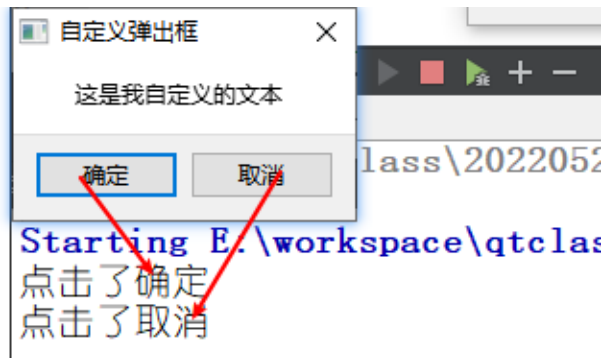 自定义弹出框
这是我自定义的文本
确定
取消
lass\2022052
Starting E:\workspace\qtclas
点击了确定
点击了取消